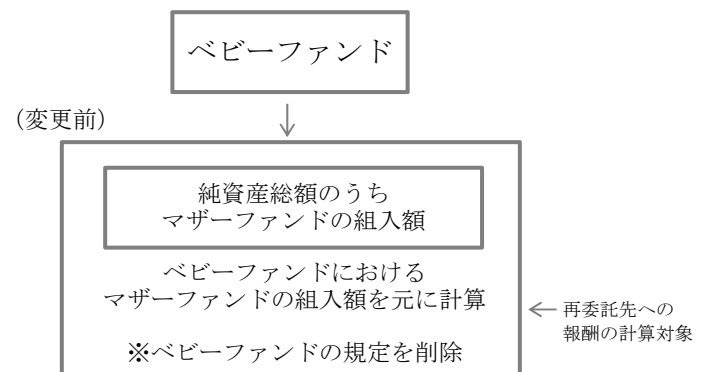 ベビーファンド
(変更前)
純資産総額のうち
マザーファンドの組入額
ベビーファンドにおける
マザーファンドの組入額を元に計算
再委託先への
報酬の計算対象
※ベビーファンドの規定を削除